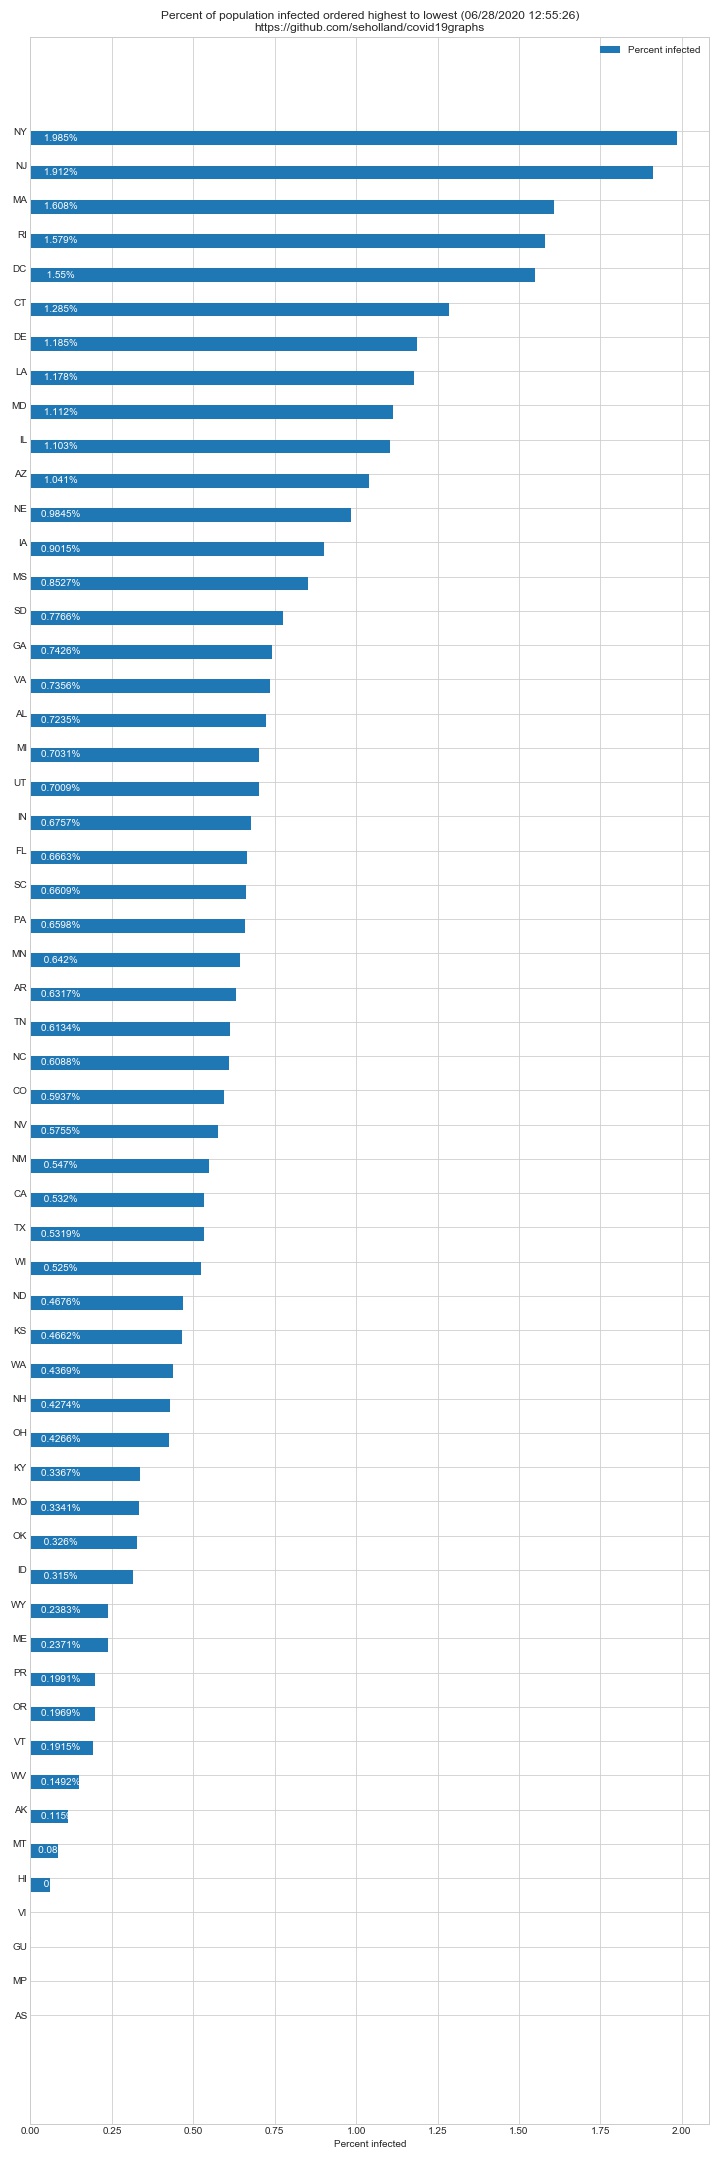 Percent of population infected ordered highest to lowest (06/28/2020 12:55:26)
https://github.com/seholland/covid19graphs
Percent infected
NY 1.985%
NJ 1.912%
MA 1.608%
RI 1.579%
DC 1.55%
CT 1.285%
DE 1.185%
LA 1.178%
MD 1.112%
IL 1.103%
AZ 1.041%
NE 0.9845%
IA 0.9015%
MS 0.8527%
SD 0.7766%
GA 0.7426%
VA 0.7356%
AL 0.7235%
MI 0.7031%
UT 0.7009%
IN 0.6757%
FL 0.6663%
SC 0.6609%
PA 0.6598%
MN 0.642%
AR 0.6317%
TN 0.6134%
NC 0.6088%
CO 0.5937%
NV 0.5755%
NM 0.547%
CA 0.532%
TX 0.5319%
WI 0.525%
ND 0.4676%
KS 0.4662%
WA 0.4369%
NH 0.4274%
OH 0.4266%
KY 0.3367%
MO 0.3341%
OK 0.326%
ID 0.315%
WY 0.2383%
ME 0.2371%
PR 0.1991%
OR 0.1969%
VT 0.1915%
WV 0.1492%
AK
MT
HI
VI
GU
MP
AS
0.00 0.25 0.50 0.75 1.00 1.25 1.50 1.75 2.00
Percent infected